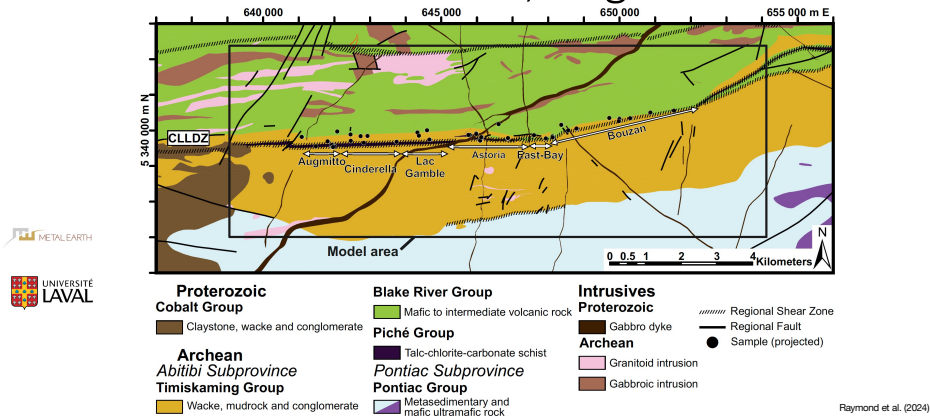 640 000 645 000 650 000 655 000 m E
5 340 000 m N
CLLDZ
Augmitto
Cinderella
Lac
Gamble
Astoria
East-Bay
Bouzan
Model area
N
0 0.5 1 2 3 4 Kilometers
METAL EARTH
UNIVERSITÉ
LAVAL
Proterozoic
Cobalt Group
Claystone, wacke and conglomerate
Archean
Abitibi Subprovince
Timiskaming Group
Wacke, mudrock and conglomerate
Blake River Group
Mafic to intermediate volcanic rock
Piché Group
Talc-chlorite-carbonate schist
Pontiac Subprovince
Pontiac Group
Metasedimentary and
mafic ultramafic rock
Intrusives
Proterozoic
Gabbro dyke
Archean
Granitoid intrusion
Gabbroic intrusion
Regional Shear Zone
Regional Fault
Sample (projected)
Raymond et al. (2024)